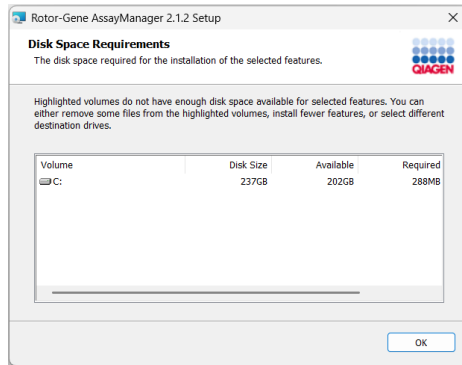 Rotor-Gene AssayManager 2.1.2 Setup
Disk Space Requirements
The disk space required for the installation of the selected features.
QIAGEN
Highlighted volumes do not have enough disk space available for selected features. You can
either remove some files from the highlighted volumes, install fewer features, or select different
destination drives.
Volume Disk Size Available Required
C: 237GB 202GB 288MB
OK